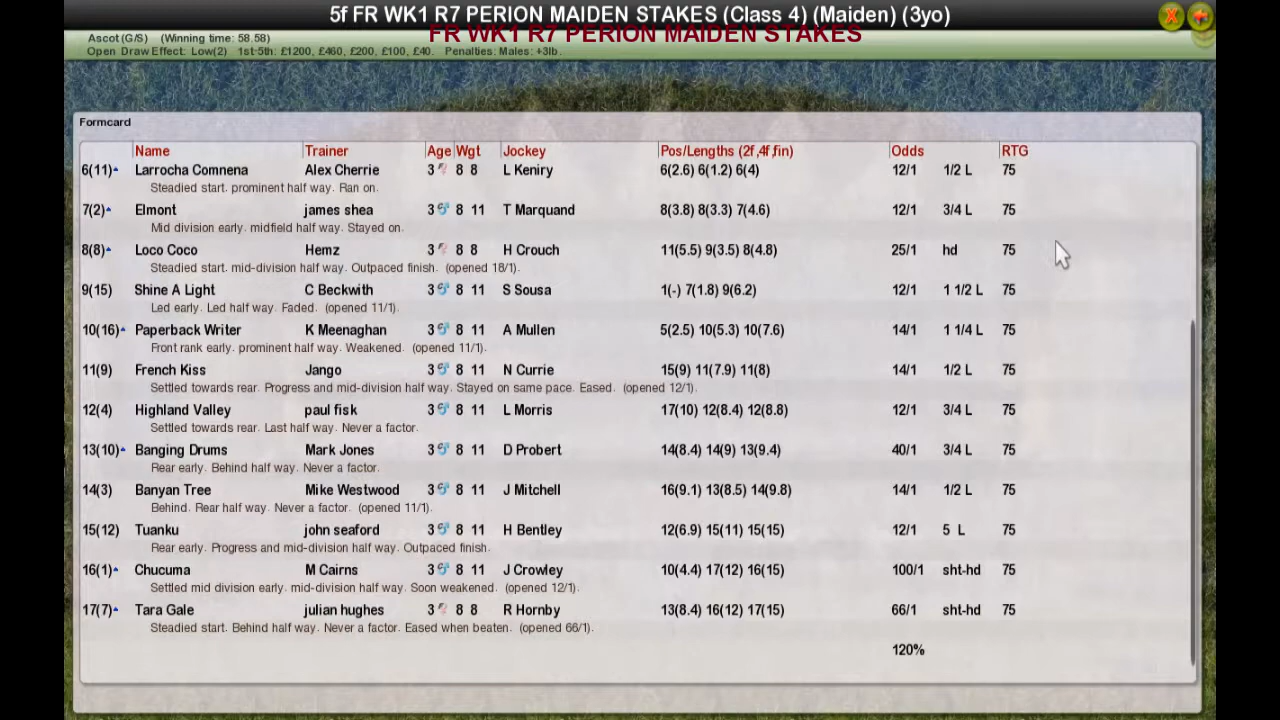 5f FR WK1 R7 PERION MAIDEN STAKES (Class 4) (Maiden) (3yo)
FR WK1 R7 PERION MAIDEN STAKES
Ascot (G/S) (Winning time: 58.58)
Open Draw Effect: Low(2) 1st-5th: £1200, £460, £200, £100, £40. Penalties: Males: +3lb.
Formcard
Name Trainer Age Wgt Jockey Pos/Lengths (2f,4f,fin) Odds RTG
6(11) Larrocha Comnena Alex Cherrie 3 8 8 L Keniry 6(2.6) 6(1.2) 6(4) 12/1 1/2 L 75
Steadied start. prominent half way. Ran on.
7(2) Elmont james shea 3 8 11 T Marquand 8(3.8) 8(3.3) 7(4.6) 12/1 3/4 L 75
Mid division early. midfield half way. Stayed on.
8(8) Loco Coco Hemz 3 8 8 H Crouch 11(5.5) 9(3.5) 8(4.8) 25/1 hd 75
Steadied start. mid-division half way. Outpaced finish. (opened 18/1).
9(15) Shine A Light C Beckwith 3 8 11 S Sousa 1(-) 7(1.8) 9(6.2) 12/1 1 1/2 L 75
Led early. Led half way. Faded. (opened 11/1).
10(16) Paperback Writer K Meenaghan 3 8 11 A Mullen 5(2.5) 10(5.3) 10(7.6) 14/1 1 1/4 L 75
Front rank early. prominent half way. Weakened. (opened 11/1).
11(9) French Kiss Jango 3 8 11 N Currie 15(9) 11(7.9) 11(8) 14/1 1/2 L 75
Settled towards rear. Progress and mid-division half way. Stayed on same pace. Eased. (opened 12/1).
12(4) Highland Valley paul fisk 3 8 11 L Morris 17(10) 12(8.4) 12(8.8) 12/1 3/4 L 75
Settled towards rear. Last half way. Never a factor.
13(10) Banging Drums Mark Jones 3 8 11 D Probert 14(8.4) 14(9) 13(9.4) 40/1 3/4 L 75
Rear early. Behind half way. Never a factor.
14(3) Banyan Tree Mike Westwood 3 8 11 J Mitchell 16(9.1) 13(8.5) 14(9.8) 14/1 1/2 L 75
Behind. Rear half way. Never a factor. (opened 11/1).
15(12) Tuanku john seaford 3 8 11 H Bentley 12(6.9) 15(11) 15(15) 12/1 5 L 75
Rear early. Progress and mid-division half way. Outpaced finish.
16(1) Chucuma M Cairns 3 8 11 J Crowley 10(4.4) 17(12) 16(15) 100/1 sht-hd 75
Settled mid division early. mid-division half way. Soon weakened. (opened 12/1).
17(7) Tara Gale julian hughes 3 8 8 R Hornby 13(8.4) 16(12) 17(15) 66/1 sht-hd 75
Steadied start. Behind half way. Never a factor. Eased when beaten. (opened 66/1).
120%